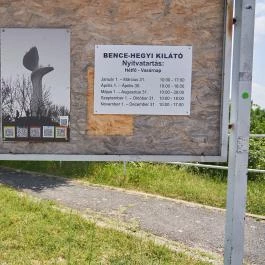 BENCE-HEGYI KILÁTÓ
Nyitvatartás:
Hétfő - Vasárnap
Január 1. - Március 31. 10:00 - 17:00
Április 1. - Április 30. 10:00 - 18:00
Május 1. - Augusztus 31. 10:00 - 20:00
Szeptember 1. - Október 31. 10:00 - 18:00
November 1. - December 31. 10:00 - 17:00